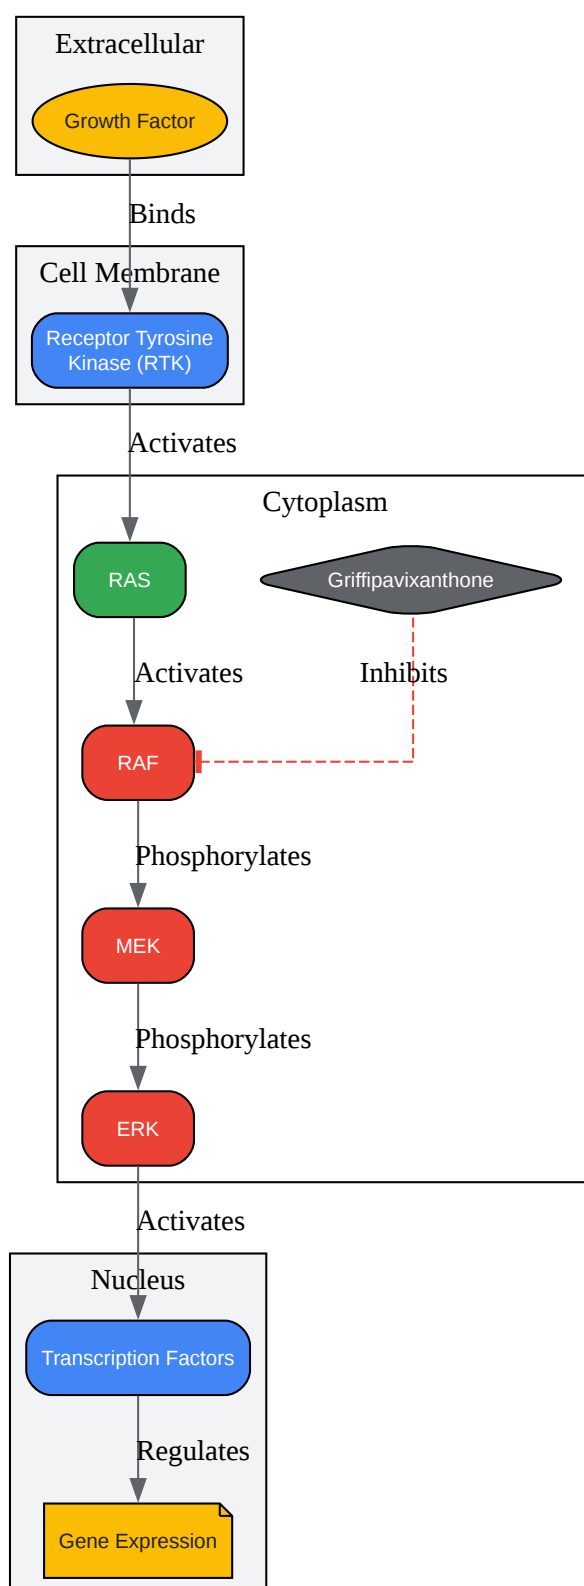 Extracellular
Growth Factor
Binds
Cell Membrane
Receptor Tyrosine
Kinase (RTK)
Activates
Cytoplasm
RAS
Griffipavixanthone
Activates
Inhibits
RAF
Phosphorylates
MEK
Phosphorylates
ERK
Activates
Nucleus
Transcription Factors
Regulates
Gene Expression